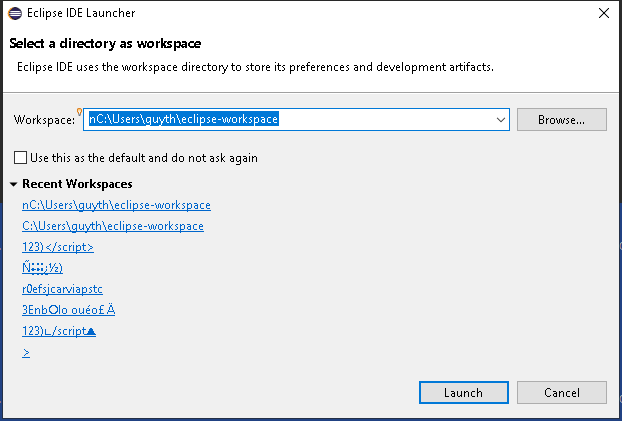 Eclipse IDE Launcher
Select a directory as workspace
Eclipse IDE uses the workspace directory to store its preferences and development artifacts.
Workspace: nC:\Users\guyth\eclipse-workspace Browse...
Use this as the default and do not ask again
Recent Workspaces
nC:\Users\guyth\eclipse-workspace
C:\Users\guyth\eclipse-workspace
123)</script>
½)
r0efsjcarviapstc
3EnbOlo ouéo£ Ä
123)∟/script▲
>
Launch Cancel